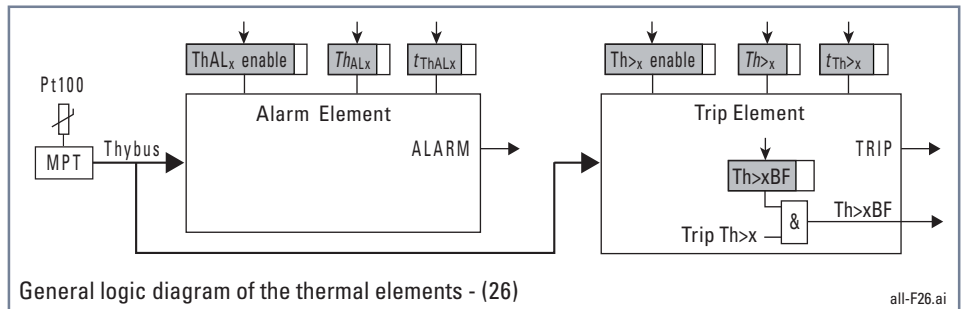 ThALx enable
ThALx
tThALx
Th>x enable
Th>x
tTh>x
Pt100
MPT
Thybus
Alarm Element
ALARM
Trip Element
TRIP
Th>xBF
&
Th>xBF
Trip Th>x
General logic diagram of the thermal elements - (26)
all-F26.ai